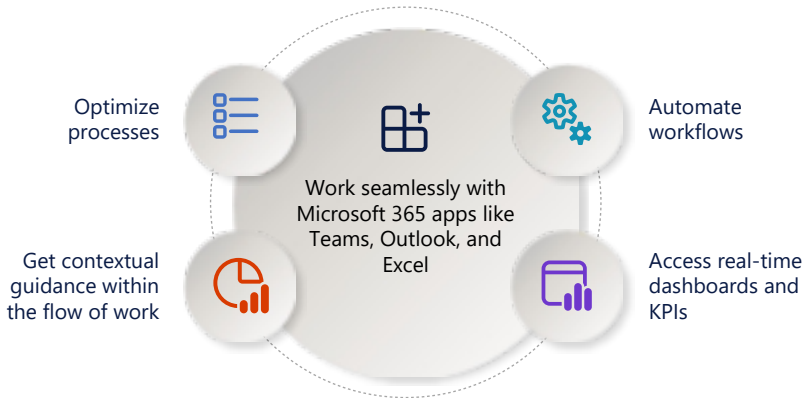 Optimize
processes
Automate
workflows
Work seamlessly with
Microsoft 365 apps like
Teams, Outlook, and
Excel
Get contextual
guidance within
the flow of work
Access real-time
dashboards and
KPIs